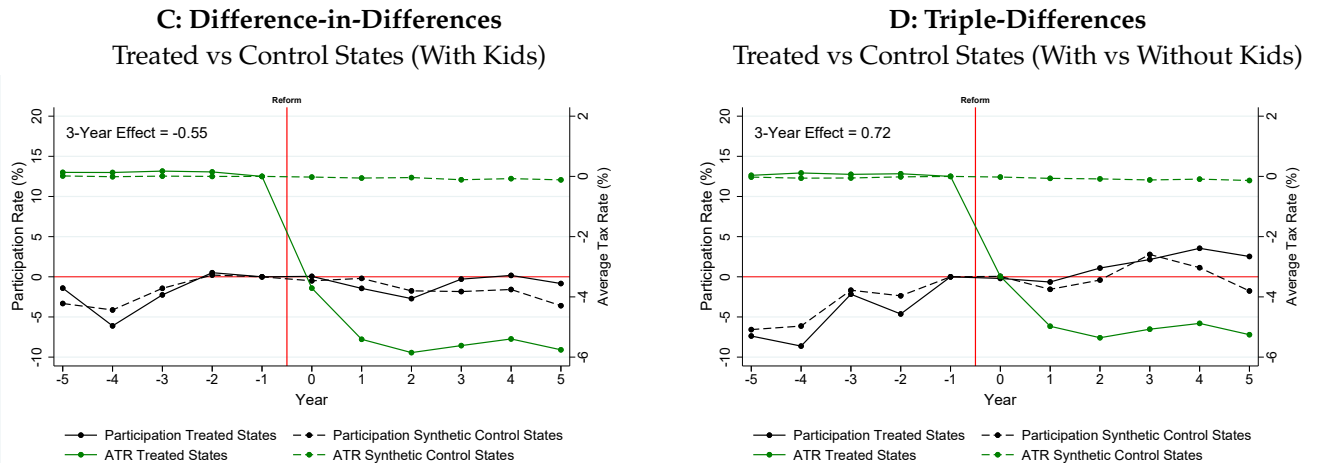 C: Difference-in-Differences
Treated vs Control States (With Kids)
Reform
3-Year Effect = -0.55
Participation Rate (%)
20
15
10
5
0
-5
-10
Average Tax Rate (%)
2
0
-2
-4
-6
-5 -4 -3 -2 -1 0 1 2 3 4 5
Year
Participation Treated States
Participation Synthetic Control States
ATR Treated States
ATR Synthetic Control States
D: Triple-Differences
Treated vs Control States (With vs Without Kids)
Reform
3-Year Effect = 0.72
Participation Rate (%)
20
15
10
5
0
-5
-10
Average Tax Rate (%)
2
0
-2
-4
-6
-5 -4 -3 -2 -1 0 1 2 3 4 5
Year
Participation Treated States
Participation Synthetic Control States
ATR Treated States
ATR Synthetic Control States